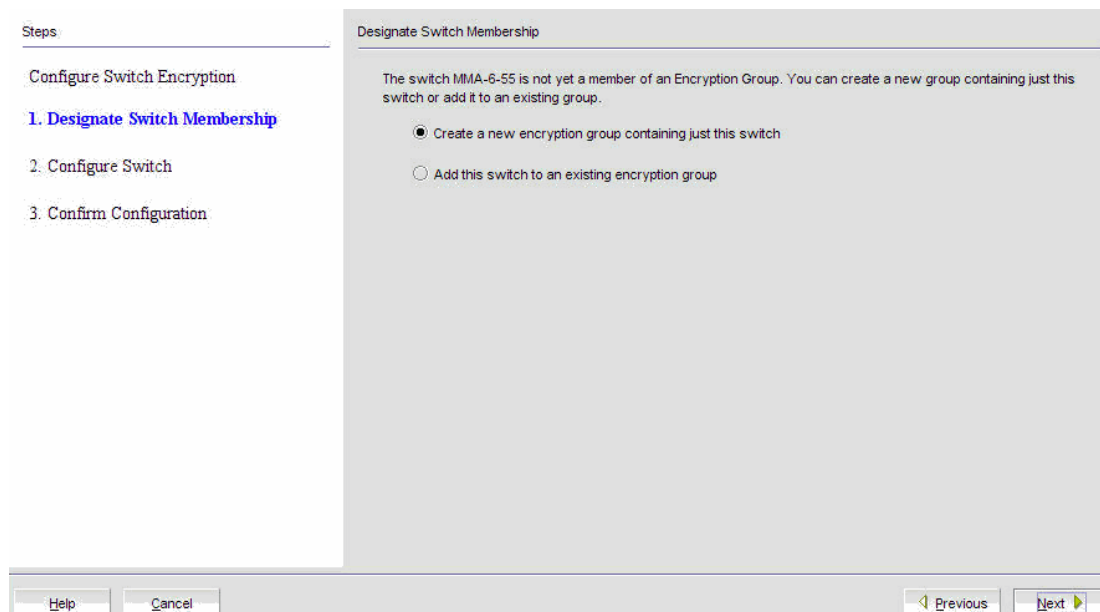 Steps
Configure Switch Encryption
1. Designate Switch Membership
2. Configure Switch
3. Confirm Configuration
Designate Switch Membership
The switch MMA-6-55 is not yet a member of an Encryption Group. You can create a new group containing just this
switch or add it to an existing group.
Create a new encryption group containing just this switch
Add this switch to an existing encryption group
Help
Cancel
Previous
Next